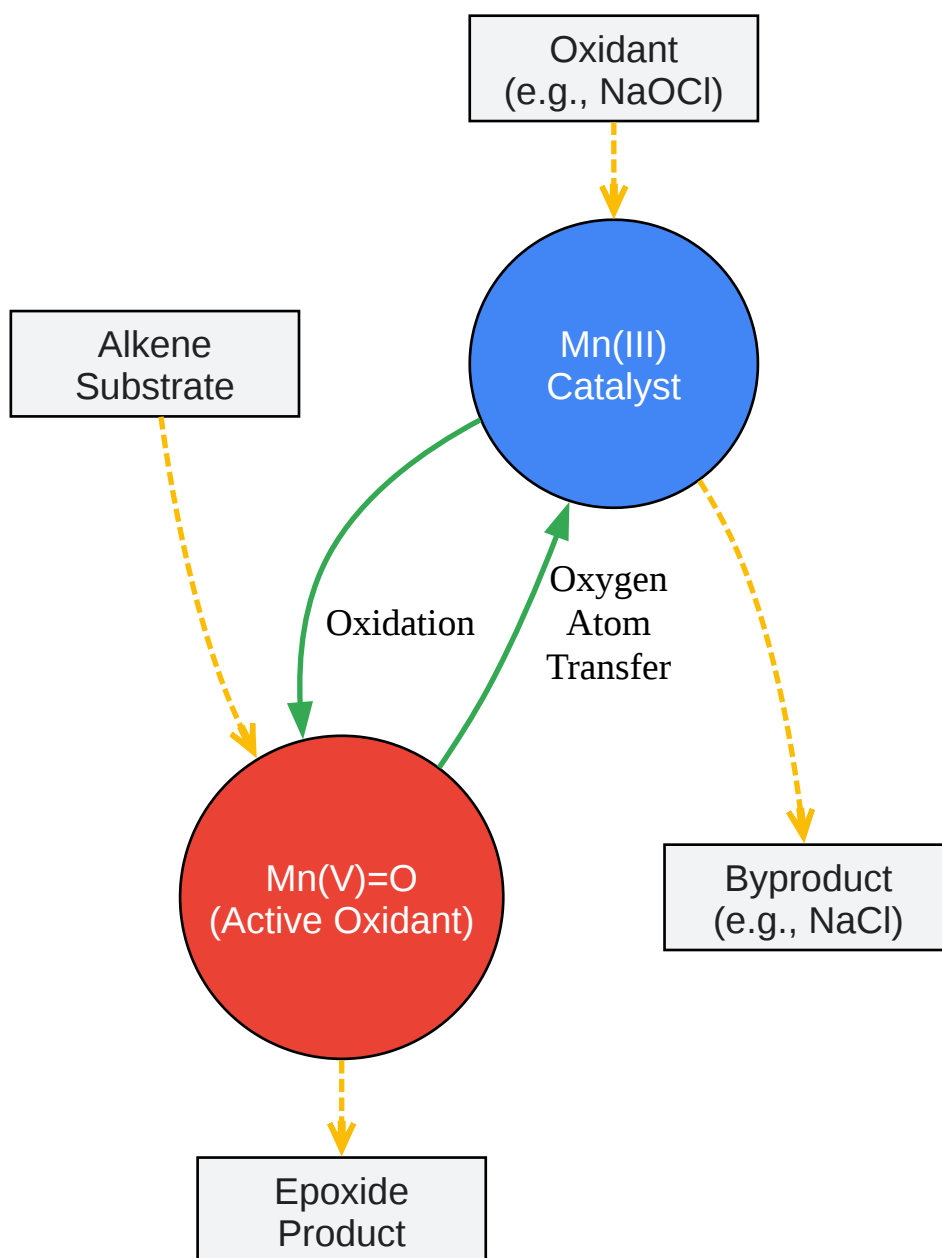 Oxidant
(e.g., NaOCl)
Mn(III)
Catalyst
Alkene
Substrate
Oxidation
Oxygen
Atom
Transfer
Mn(V)=O
(Active Oxidant)
Byproduct
(e.g., NaCl)
Epoxide
Product